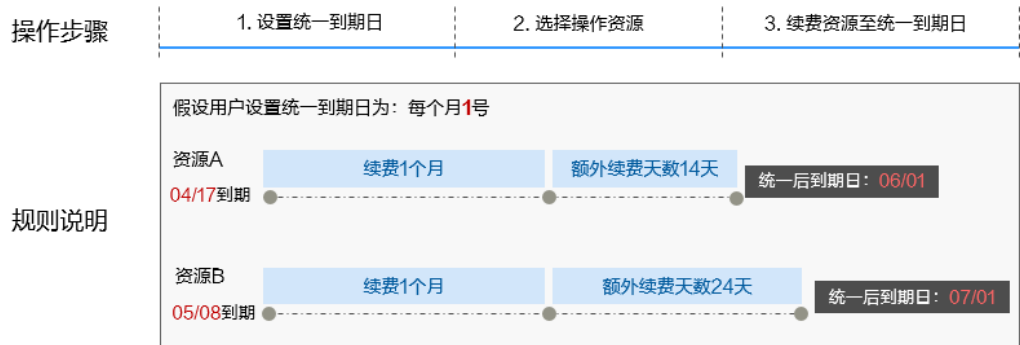 操作步骤
1. 设置统一到期日
2. 选择操作资源
3. 续费资源至统一到期日
规则说明
假设用户设置统一到期日为：每个月1号
资源A
04/17到期
续费1个月
额外续费天数14天
统一后到期日：06/01
资源B
05/08到期
续费1个月
额外续费天数24天
统一后到期日：07/01